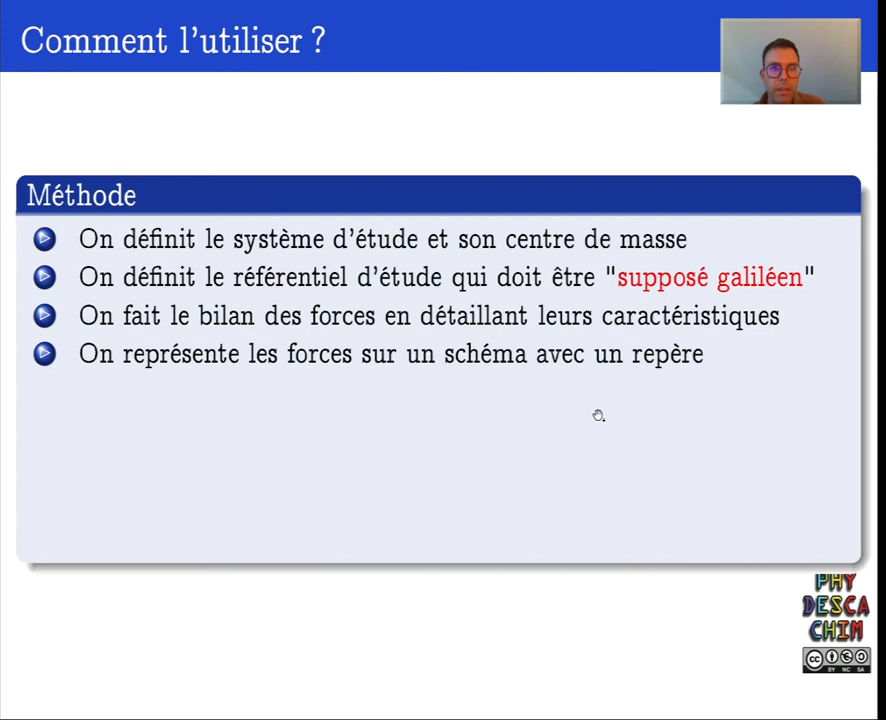 Comment l'utiliser ?
Méthode
On définit le système d'étude et son centre de masse
On définit le référentiel d'étude qui doit être "supposé galiléen"
On fait le bilan des forces en détaillant leurs caractéristiques
On représente les forces sur un schéma avec un repère
PHY
DESCA
CHIM
CC
BY NC SA